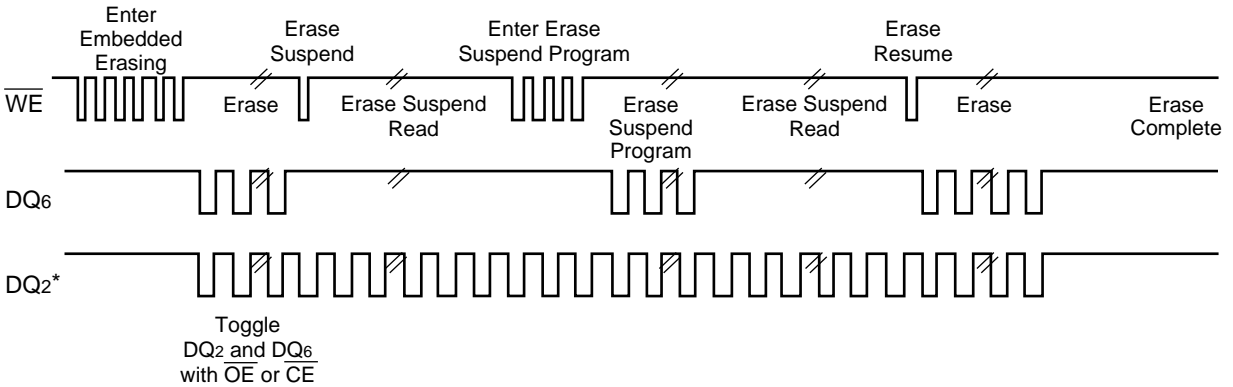 Enter
Embedded
Erasing
Erase
Suspend
Enter Erase
Suspend Program
Erase
Resume
WE
Erase
Erase Suspend
Read
Erase
Suspend
Program
Erase Suspend
Read
Erase
Erase
Complete
DQ6
DQ2*
Toggle
DQ2 and DQ6
with OE or CE